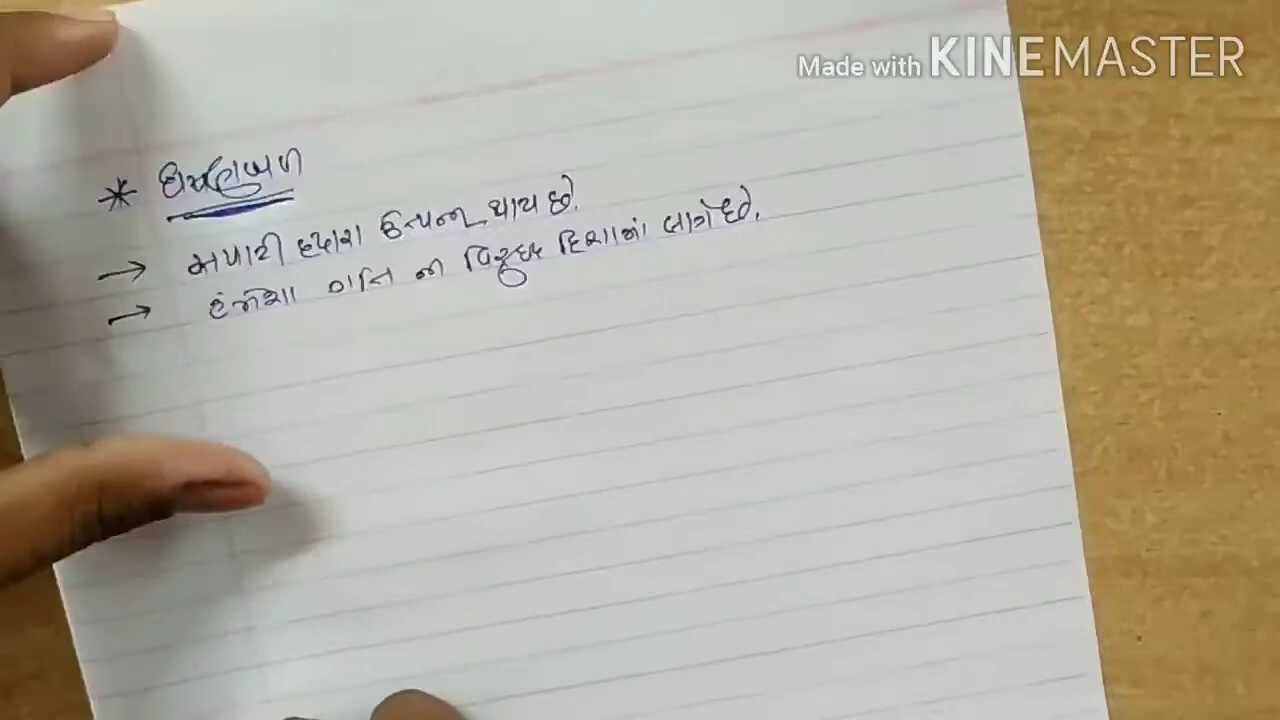 Made with KINEMASTER
* ઘર્ષણબળ
→ સપાટી દ્વારા ઉત્પન્ન થાય છે.
→ હંમેશા ગતિ ની વિરુધ્ધ દિશામાં લાગે છે.